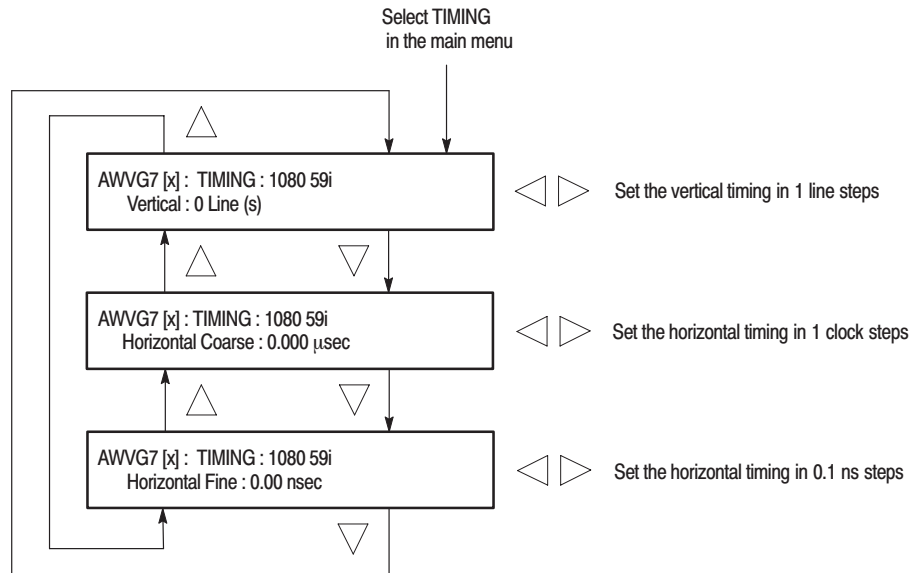 Select TIMING
in the main menu
AWVG7 [x] : TIMING : 1080 59i
Vertical : 0 Line (s)
Set the vertical timing in 1 line steps
AWVG7 [x] : TIMING : 1080 59i
Horizontal Coarse : 0.000 μsec
Set the horizontal timing in 1 clock steps
AWVG7 [x] : TIMING : 1080 59i
Horizontal Fine : 0.00 nsec
Set the horizontal timing in 0.1 ns steps